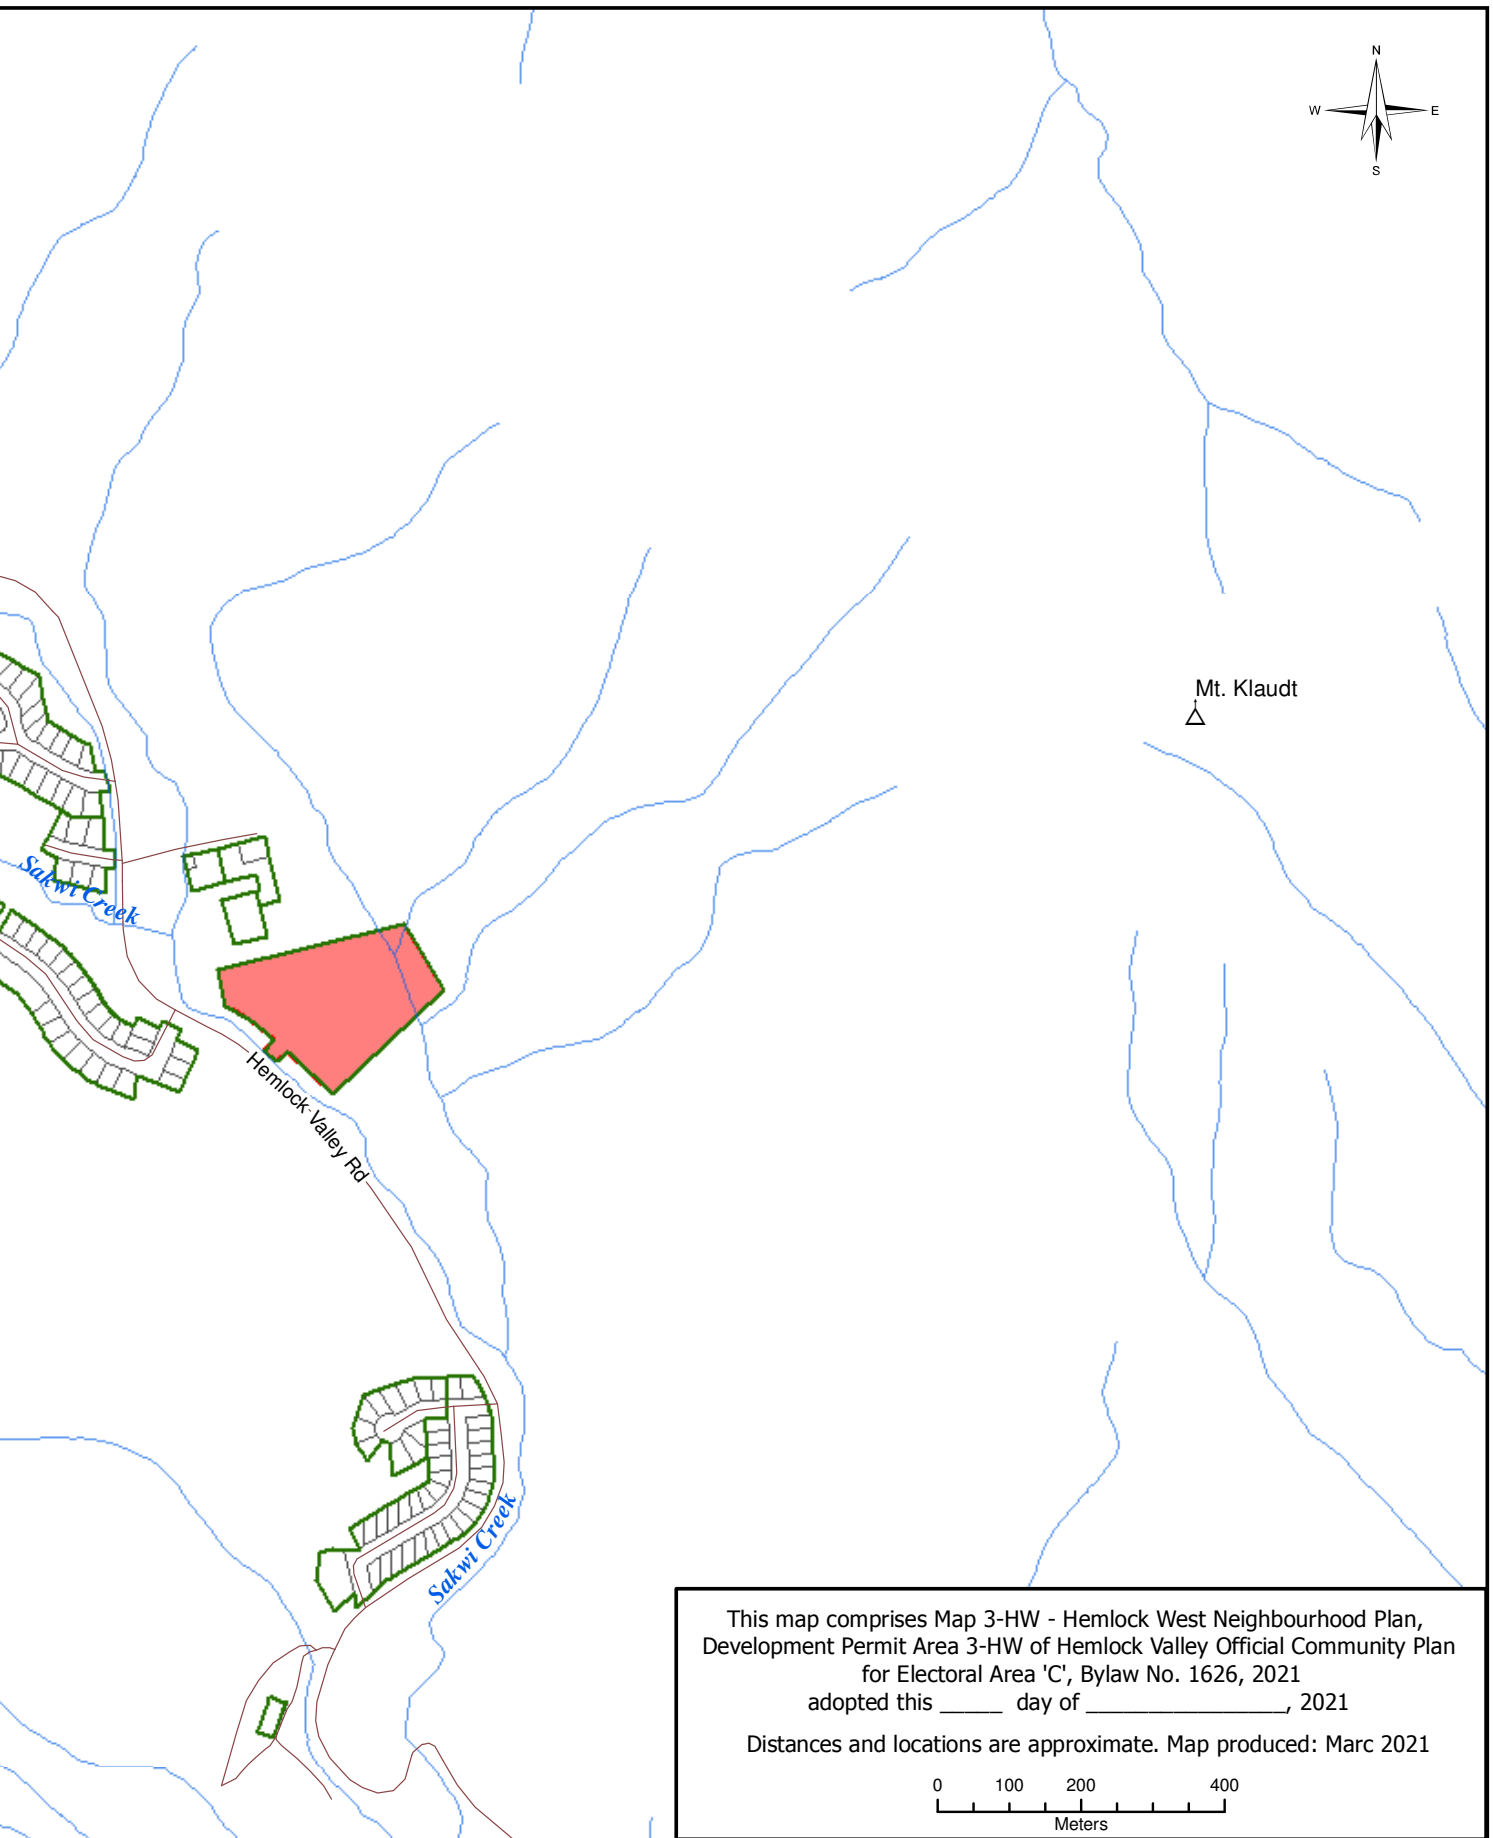 N
W E
S
Mt. Klaudt
Sakwi Creek
Hemlock Valley Rd
Sakwi Creek
This map comprises Map 3-HW - Hemlock West Neighbourhood Plan,
Development Permit Area 3-HW of Hemlock Valley Official Community Plan
for Electoral Area 'C', Bylaw No. 1626, 2021
adopted this _____ day of ________________, 2021
Distances and locations are approximate. Map produced: Marc 2021
0 100 200 400
Meters